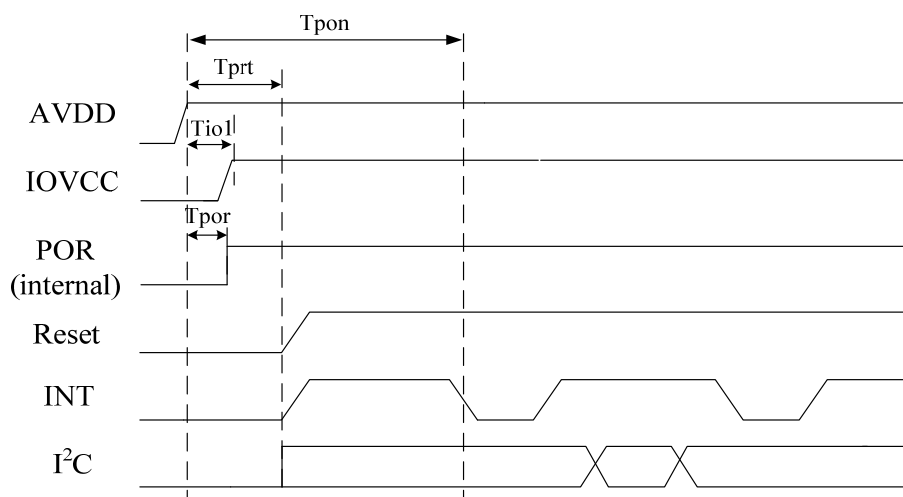 Tpon
Tprt
AVDD
Tio1
IOVCC
Tpor
POR
(internal)
Reset
INT
I²C